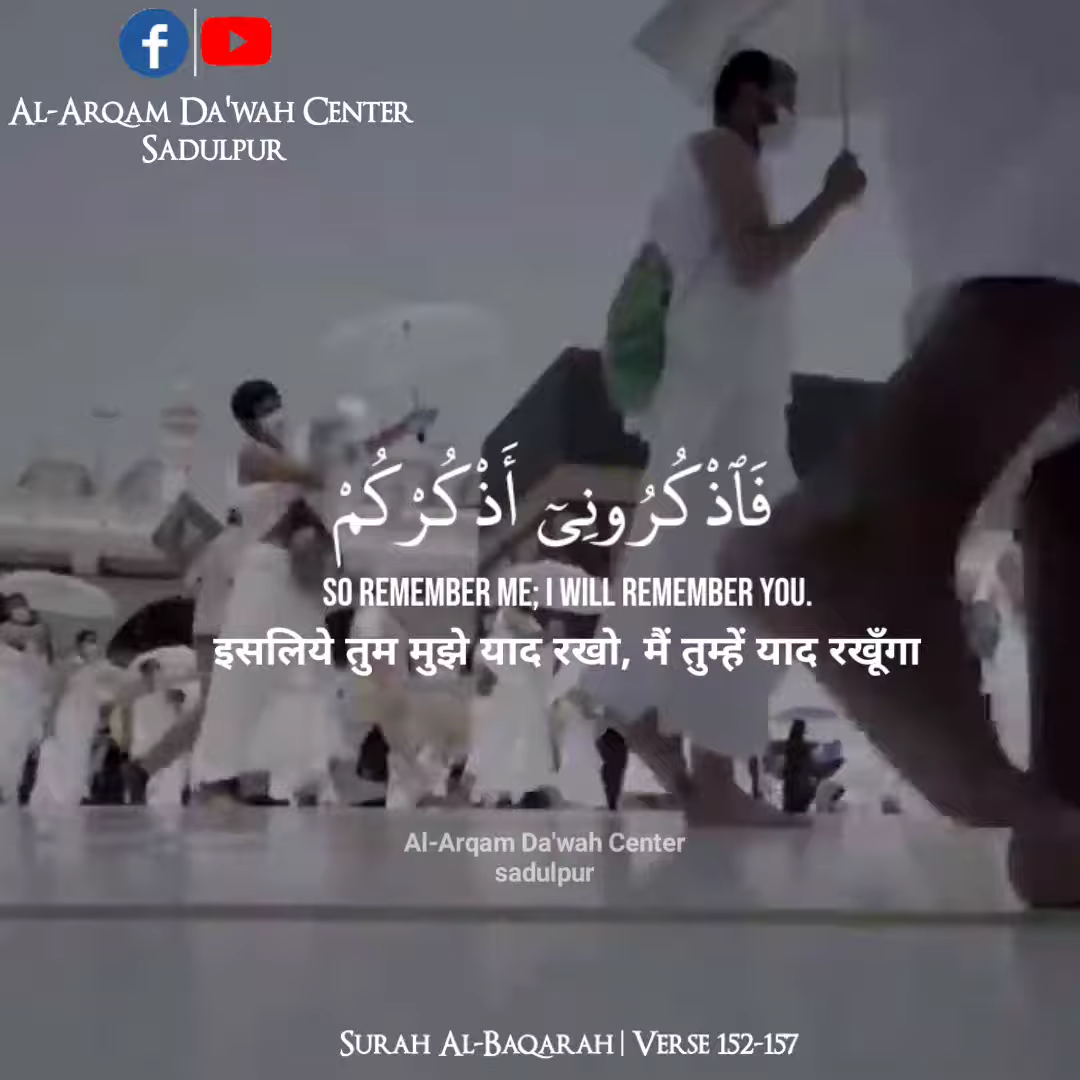 AL-ARQAM DA'WAH CENTER
SADULPUR
فَٱذْكُرُونِىٓ أَذْكُرْكُمْ
SO REMEMBER ME; I WILL REMEMBER YOU.
इसलिये तुम मुझे याद रखो, मैं तुम्हें याद रखूँगा
Al-Arqam Da'wah Center
sadulpur
SURAH AL-BAQARAH | VERSE 152-157